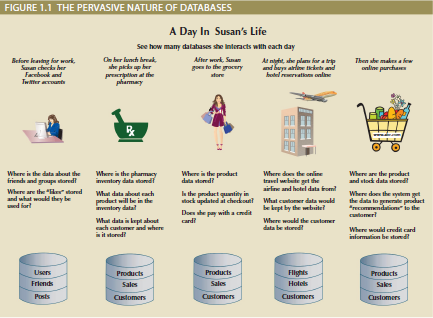 FIGURE 1.1 THE PERVASIVE NATURE OF DATABASES
A Day In Susan's Life
See how many databases she interacts with each day
Before leaving for work,
Susan checks her
Facebook and
Twitter accounts
On her lunch break,
she picks up her
prescription at the
pharmacy
After work, Susan
goes to the grocery
store
At night, she plans for a trip
and buys airline tickets and
hotel reservations online
Then she makes a few
online purchases
Where is the data about the
friends and groups stored?
Where are the "likes" stored
and what would they be
used for?
Where is the pharmacy
inventory data stored?
What data about each
product will be in the
inventory data?
What data is kept about
each customer and where
is it stored?
Where is the product
data stored?
Is the product quantity in
stock updated at checkout?
Does she pay with a credit
card?
Where does the online
travel website get the
airline and hotel data from?
What customer data would
be kept by the website?
Where would the customer
data be stored?
Where are the product
and stock data stored?
Where does the system get
the data to generate product
"recommendations" to the
customer?
Where would credit card
information be stored?
Users
Friends
Posts
Products
Sales
Customers
Products
Sales
Customers
Flights
Hotels
Customers
Products
Sales
Customers